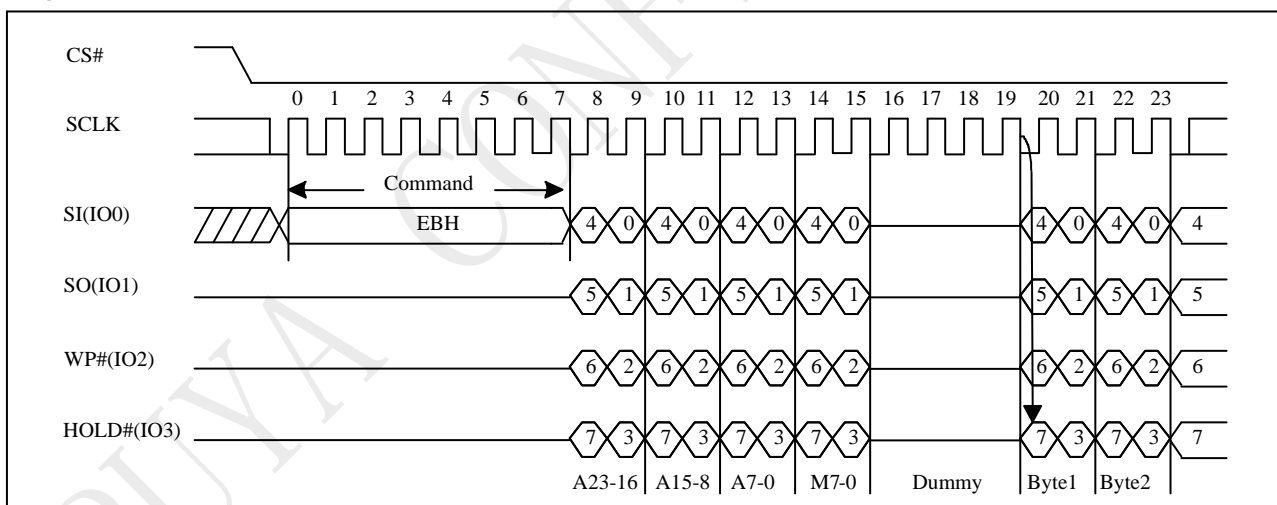 CS#
0 1 2 3 4 5 6 7 8 9 10 11 12 13 14 15 16 17 18 19 20 21 22 23
SCLK
Command
SI(IO0) EBH 4 0 4 0 4 0 4 0 4 0 4 0 4
SO(IO1) 5 1 5 1 5 1 5 1 5 1 5 1 5
WP#(IO2) 6 2 6 2 6 2 6 2 6 2 6 2 6
HOLD#(IO3) 7 3 7 3 7 3 7 3 7 3 7 3 7
A23-16 A15-8 A7-0 M7-0 Dummy Byte1 Byte2